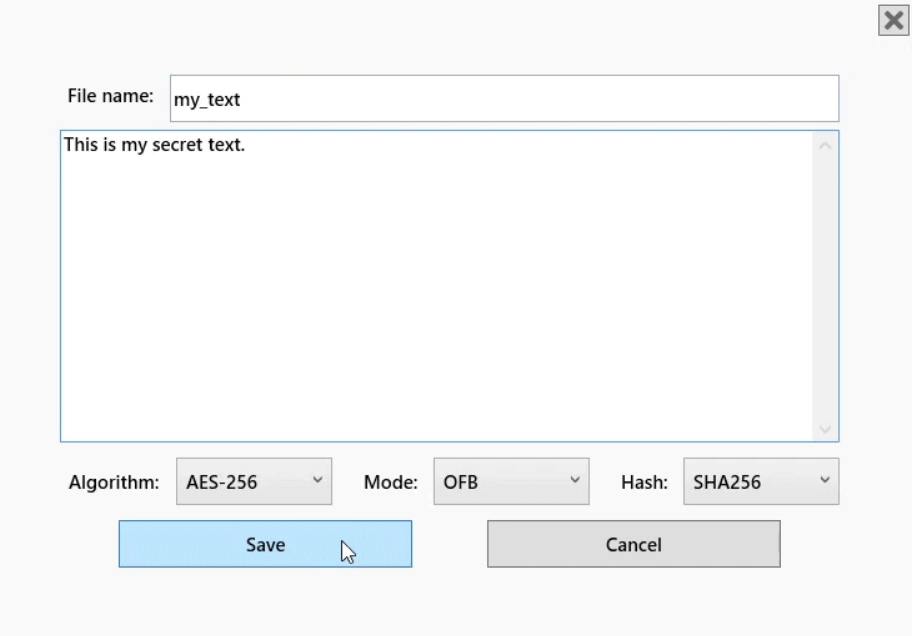 File name: my_text
This is my secret text.
Algorithm: AES-256 Mode: OFB Hash: SHA256
Save Cancel